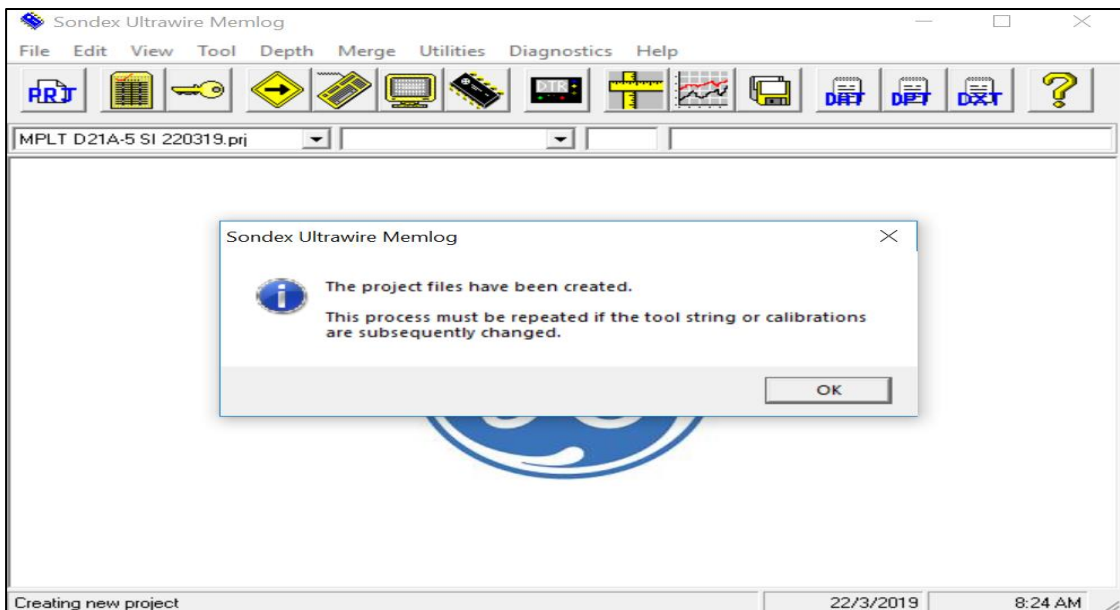 Sondex Ultrawire Memlog
File Edit View Tool Depth Merge Utilities Diagnostics Help
PRJ DTR DAT DPT DXT ?
MPLT D21A-5 SI 220319.prj
Sondex Ultrawire Memlog
The project files have been created.
This process must be repeated if the tool string or calibrations
are subsequently changed.
OK
Creating new project 22/3/2019 8:24 AM